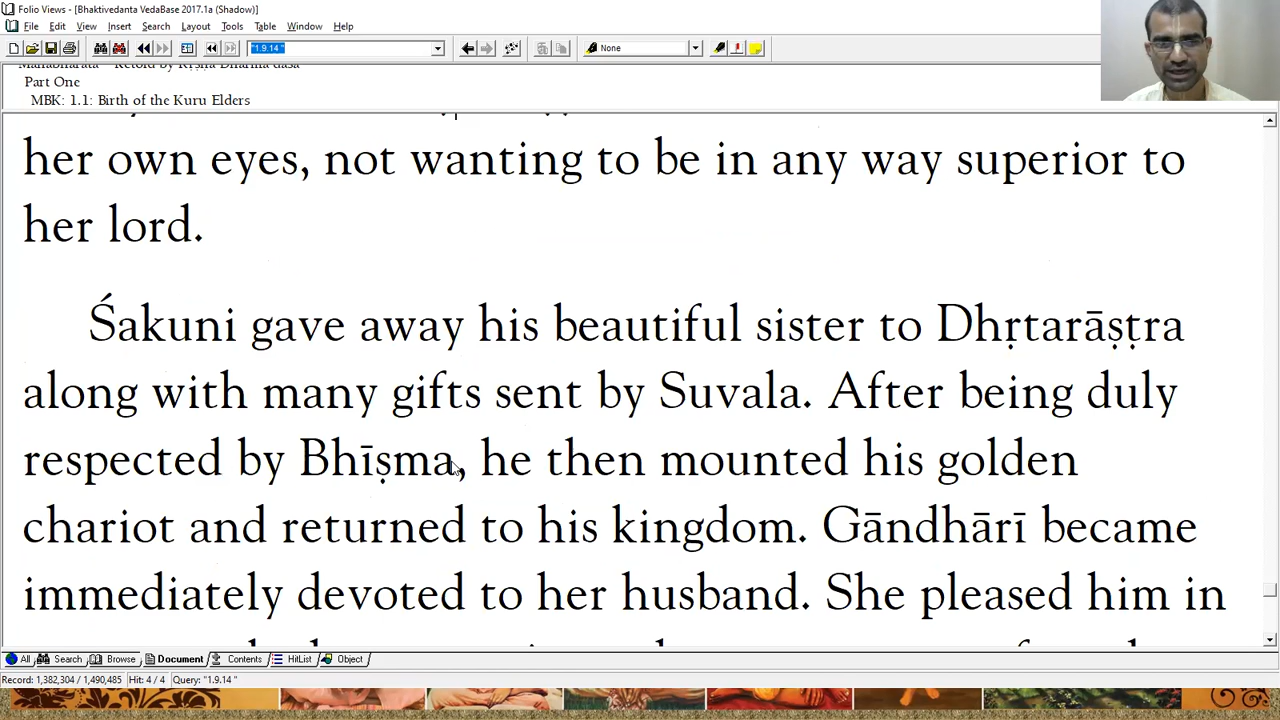 Folio Views - [Bhaktivedanta VedaBase 2017.1a (Shadow)]
File Edit View Insert Search Layout Tools Table Window Help
"1.9.14 " None
Part One
MBK: 1.1: Birth of the Kuru Elders
her own eyes, not wanting to be in any way superior to
her lord.
Śakuni gave away his beautiful sister to Dhṛtarāṣṭra
along with many gifts sent by Suvala. After being duly
respected by Bhīṣma, he then mounted his golden
chariot and returned to his kingdom. Gāndhārī became
immediately devoted to her husband. She pleased him in
All Search Browse Document Contents HitList Object
Record: 1,382,304 / 1,490,485 Hit: 4 / 4 Query: "1.9.14 "